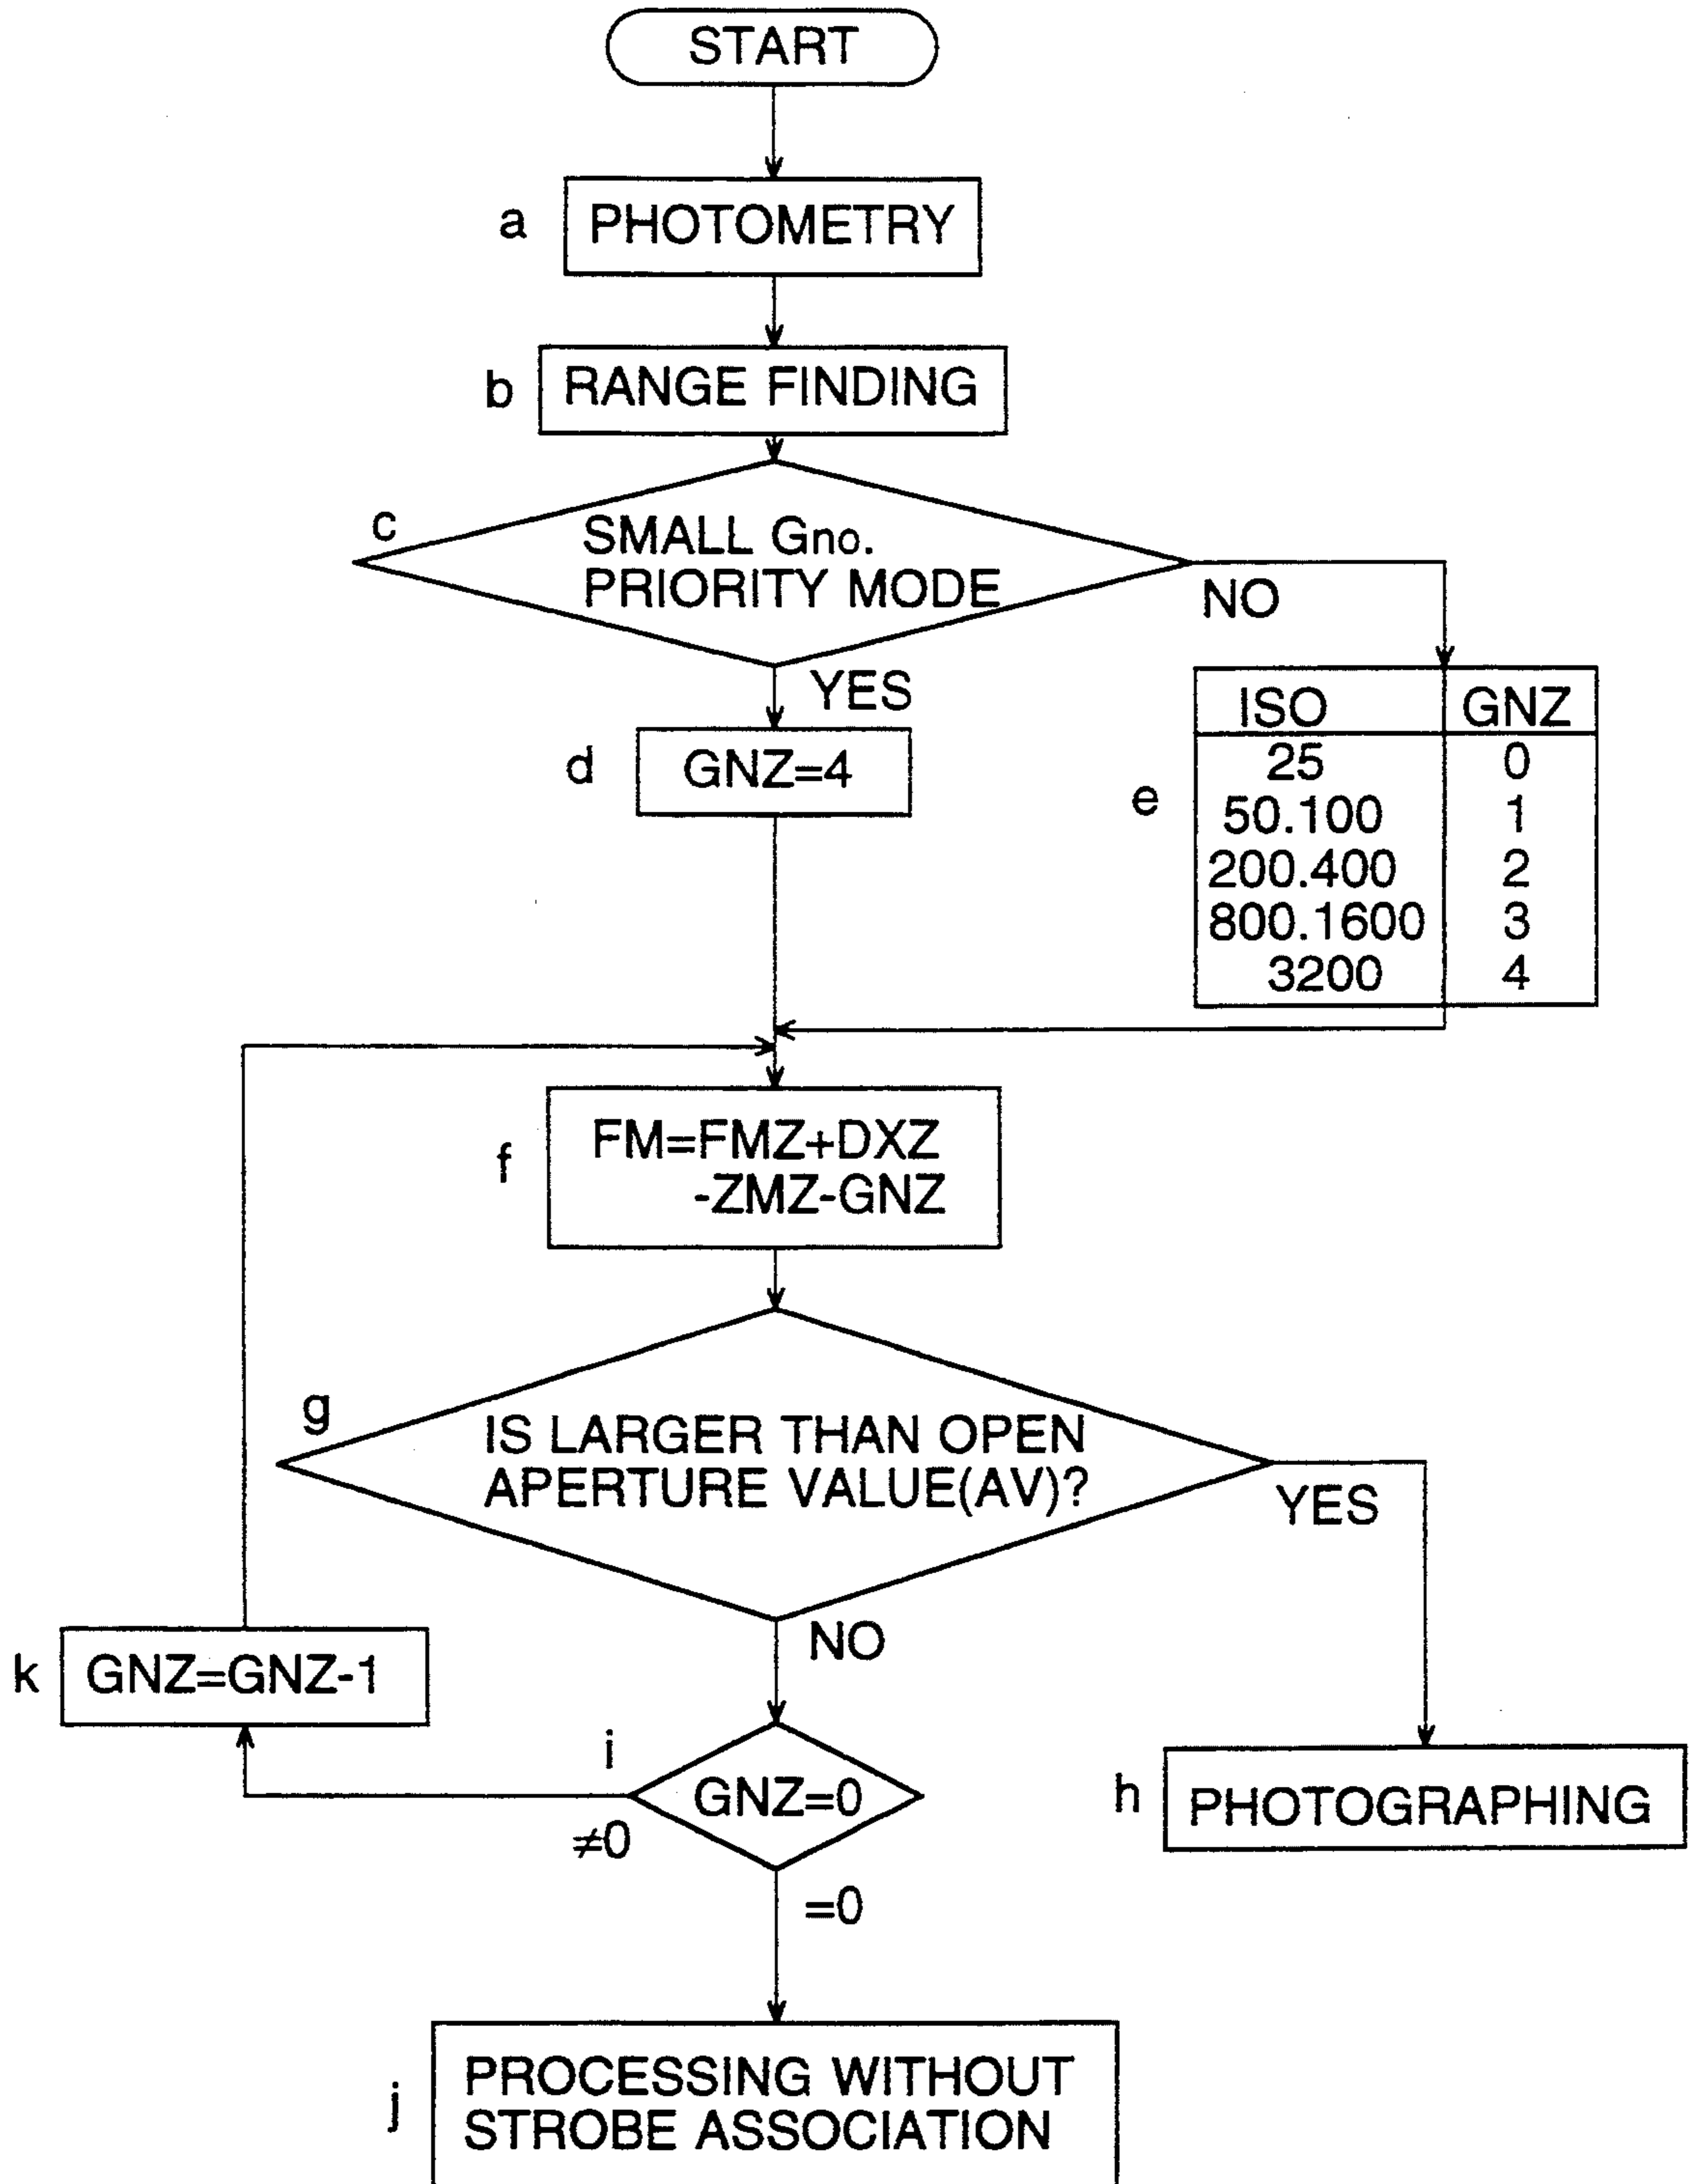 START
a
PHOTOMETRY
b
RANGE FINDING
c
SMALL Gno.
PRIORITY MODE
NO
YES
d
GNZ=4
e
ISO GNZ
25 0
50.100 1
200.400 2
800.1600 3
3200 4
f
FM=FMZ+DXZ
-ZMZ-GNZ
g
IS LARGER THAN OPEN
APERTURE VALUE(AV)?
YES
NO
k
GNZ=GNZ-1
i
GNZ=0
≠0
=0
h
PHOTOGRAPHING
j
PROCESSING WITHOUT
STROBE ASSOCIATION